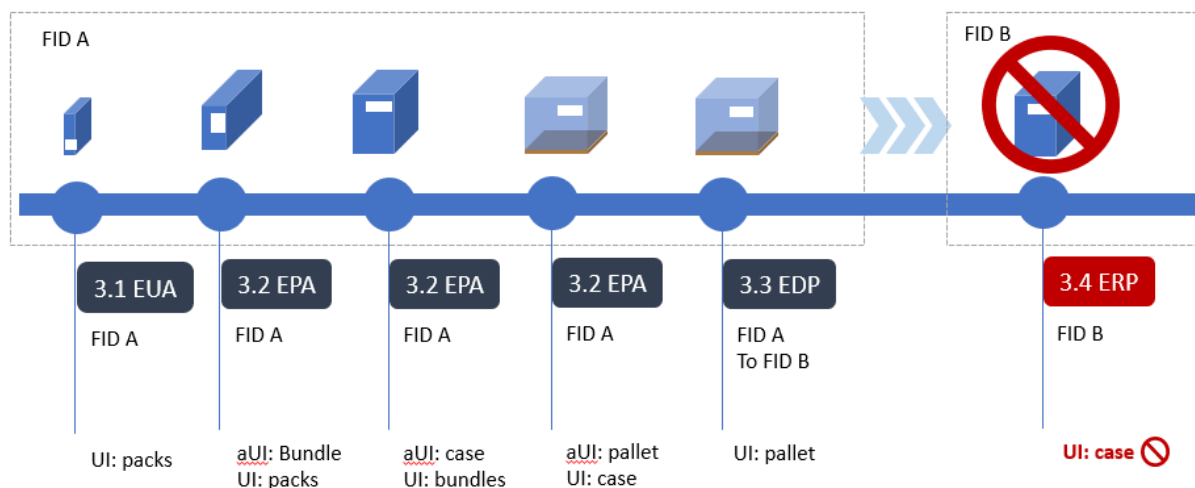 FID A
FID B
3.1 EUA
3.2 EPA
3.2 EPA
3.2 EPA
3.3 EDP
3.4 ERP
FID A
FID A
FID A
FID A
FID A
To FID B
FID B
UI: packs
aUI: Bundle
UI: packs
aUI: case
UI: bundles
aUI: pallet
UI: case
UI: pallet
UI: case